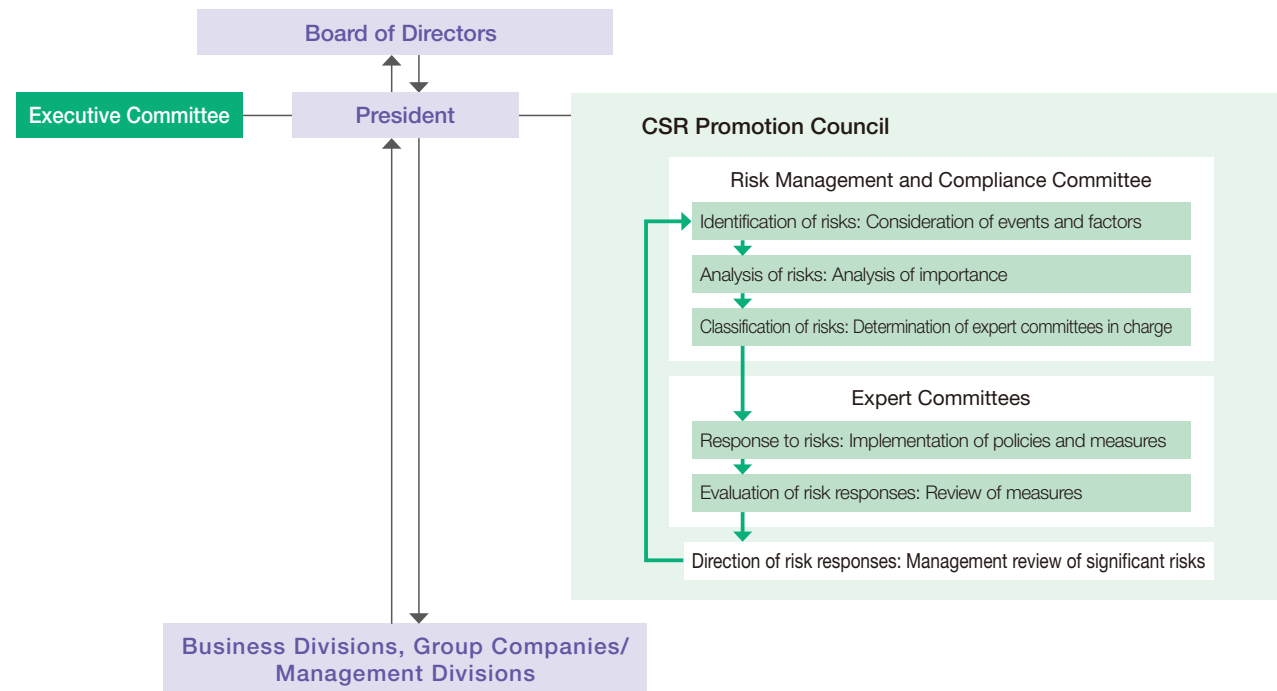 Board of Directors
Executive Committee
President
CSR Promotion Council
Risk Management and Compliance Committee
Identification of risks: Consideration of events and factors
Analysis of risks: Analysis of importance
Classification of risks: Determination of expert committees in charge
Expert Committees
Response to risks: Implementation of policies and measures
Evaluation of risk responses: Review of measures
Direction of risk responses: Management review of significant risks
Business Divisions, Group Companies/
Management Divisions